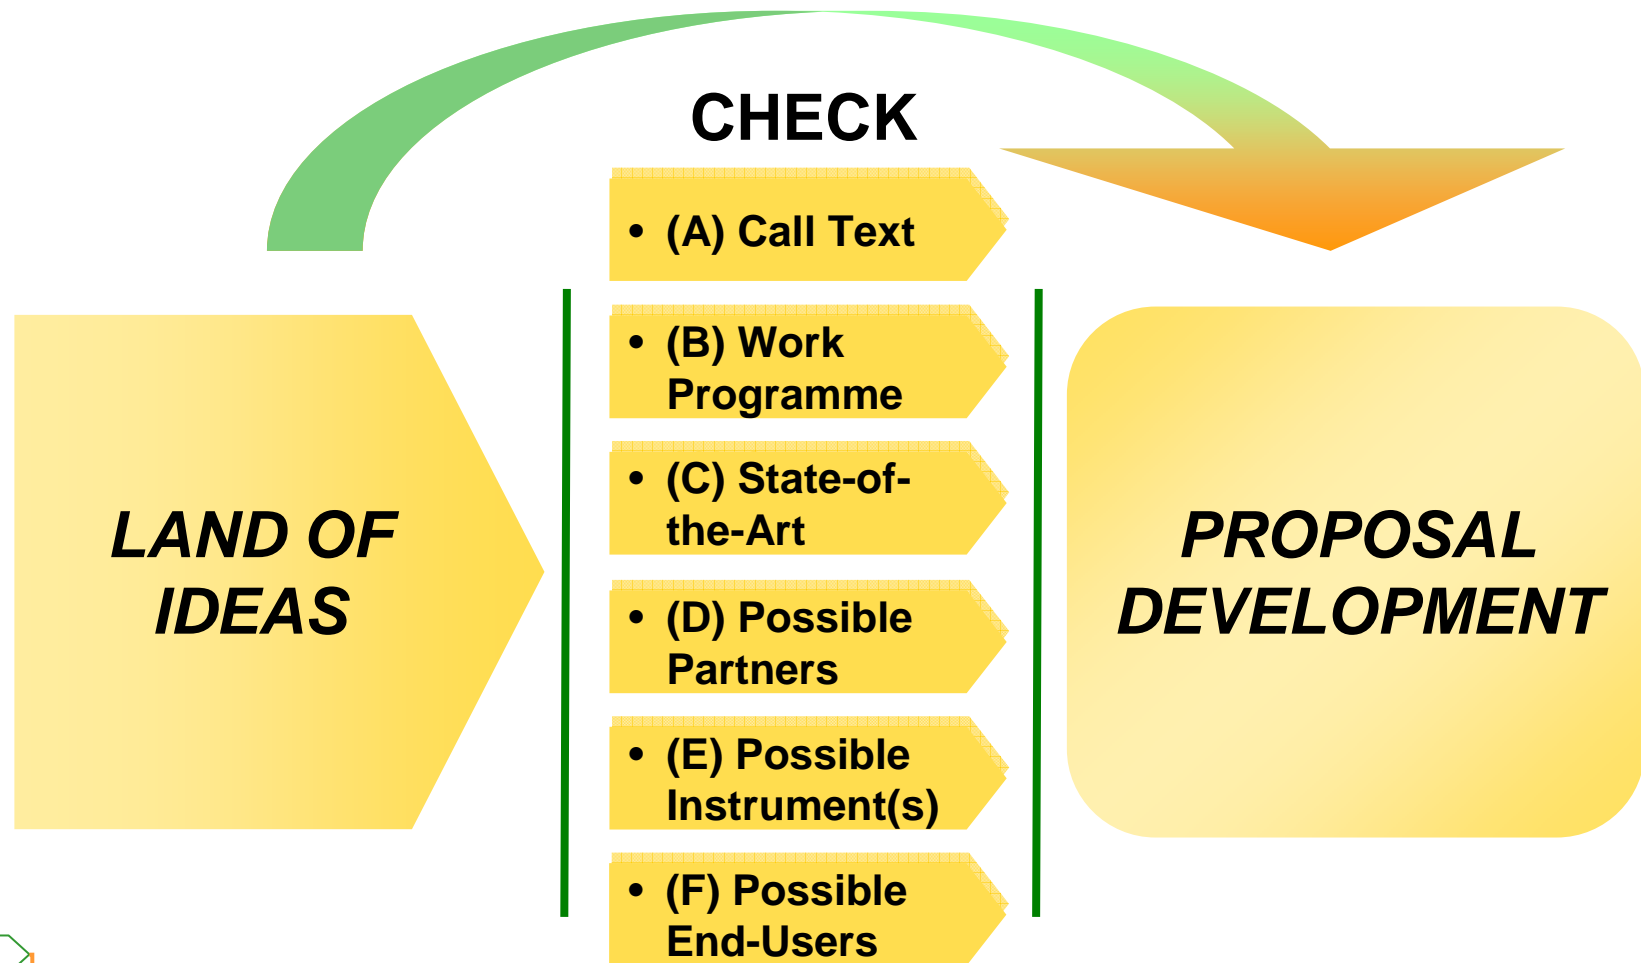 CHECK
• (A) Call Text
• (B) Work
Programme
• (C) State-of-
the-Art
• (D) Possible
Partners
• (E) Possible
Instrument(s)
• (F) Possible
End-Users
LAND OF
IDEAS
PROPOSAL
DEVELOPMENT